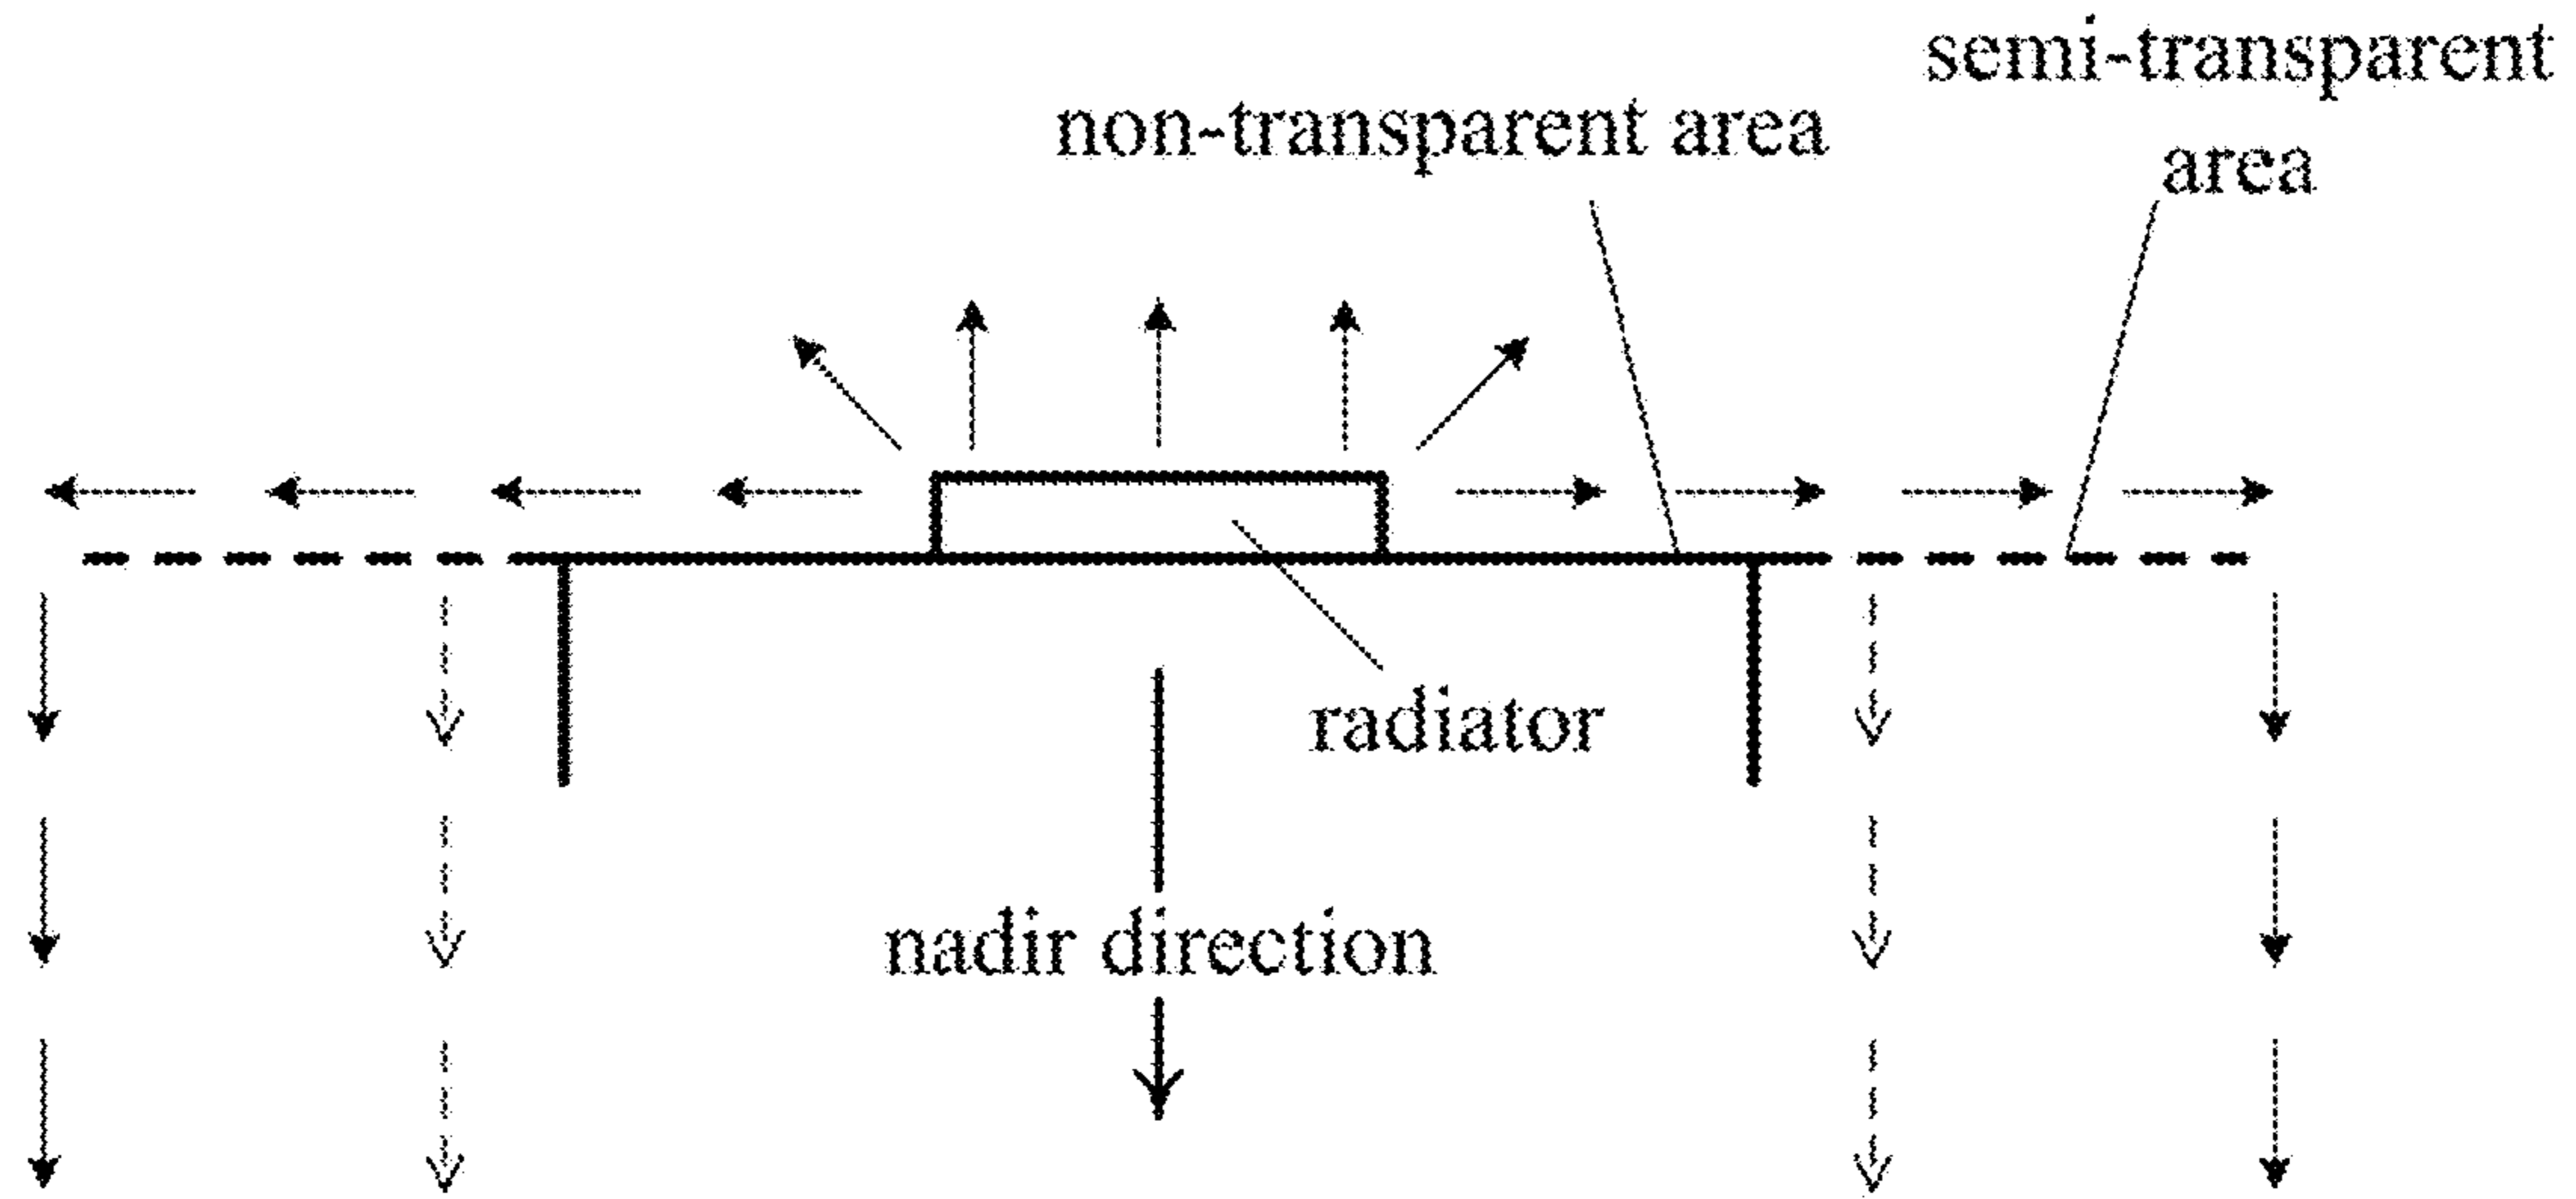 semi-transparent
area
non-transparent area
radiator
nadir direction